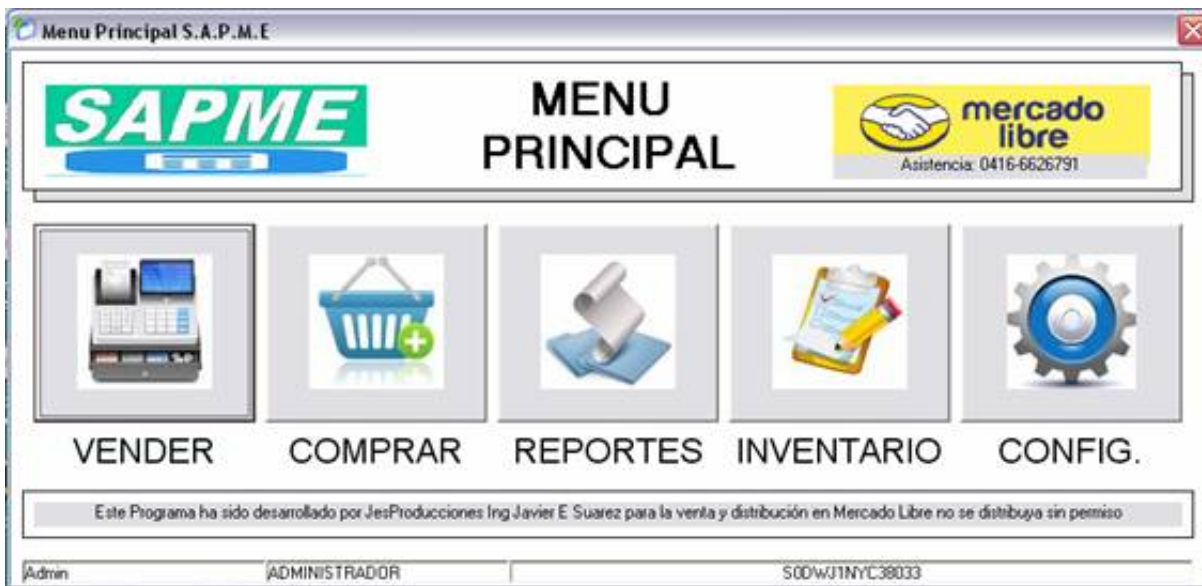 Menu Principal S.A.P.M.E
SAPME
MENU
PRINCIPAL
mercado
libre
Asistencia: 0416-6626791
VENDER
COMPRAR
REPORTES
INVENTARIO
CONFIG.
Este Programa ha sido desarrollado por JesProducciones Ing Javier E Suarez para la venta y distribución en Mercado Libre no se distribuya sin permiso
Admin
ADMINISTRADOR
S0DWJ1NYC38033